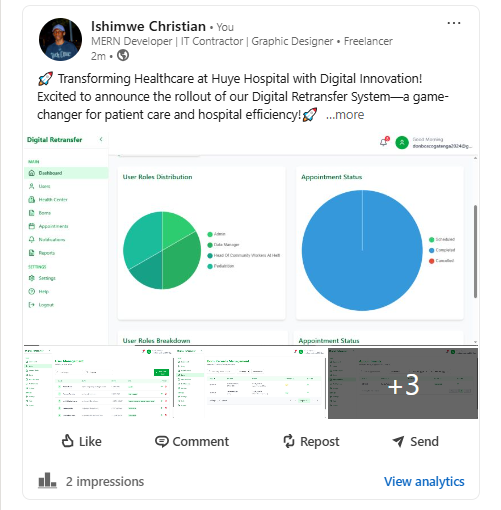 Ishimwe Christian • You
MERN Developer | IT Contractor | Graphic Designer • Freelancer
2m •
🚀 Transforming Healthcare at Huye Hospital with Digital Innovation!
Excited to announce the rollout of our Digital Retransfer System—a game-
changer for patient care and hospital efficiency!🚀 ...more
Digital Retransfer
Good Morning
donboscogatenga2024@g...
MAIN
Dashboard
Users
Health Center
Borns
Appointments
Notifications
Reports
SETTINGS
Settings
Help
Logout
User Roles Distribution
Admin
Data Manager
Head Of Community Workers At Helth
Pediatrition
Appointment Status
Scheduled
Completed
Cancelled
User Roles Breakdown
Appointment Status
+3
Like
Comment
Repost
Send
2 impressions
View analytics